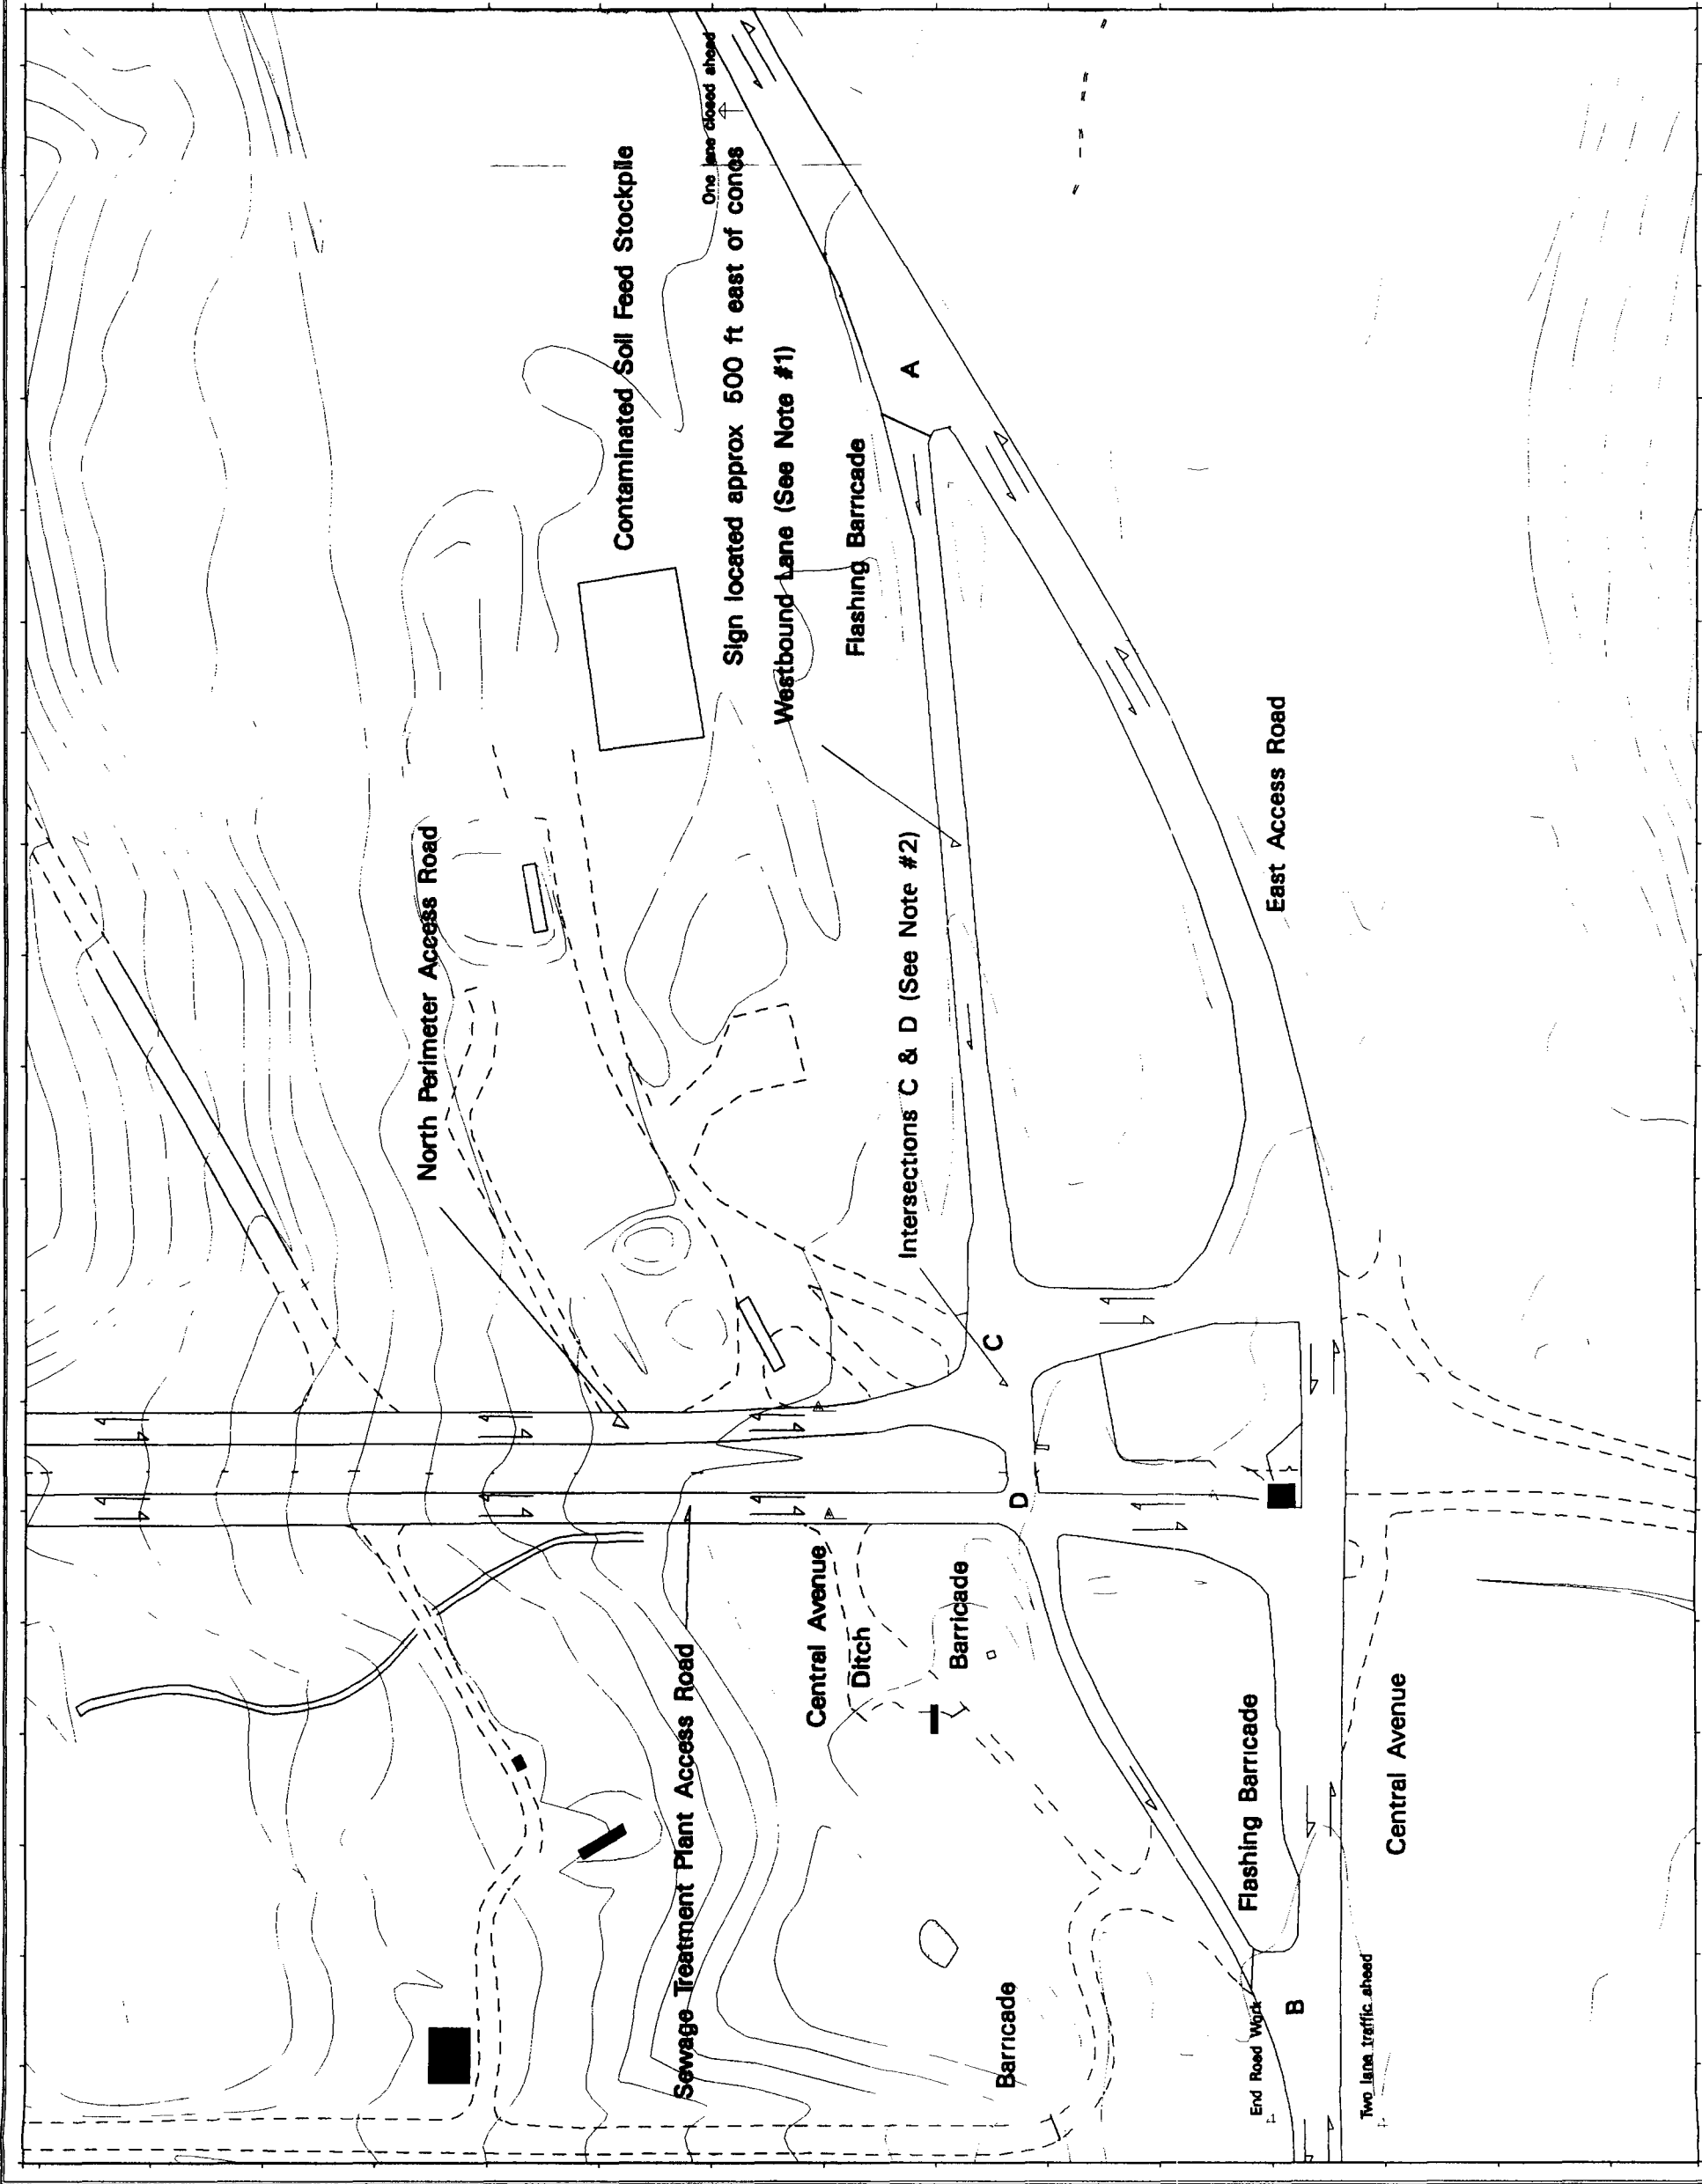 North Perimeter Access Road
Contaminated Soil Feed Stockpile
One lane closed ahead
Sign located approx 500 ft east of cones
Westbound Lane (See Note #1)
Flashing Barricade
A
Intersections C & D (See Note #2)
C
D
East Access Road
Sewage Treatment Plant Access Road
Central Avenue
Ditch
Barricade
Barricade
Flashing Barricade
End Road Work
B
Two lane traffic ahead
Central Avenue